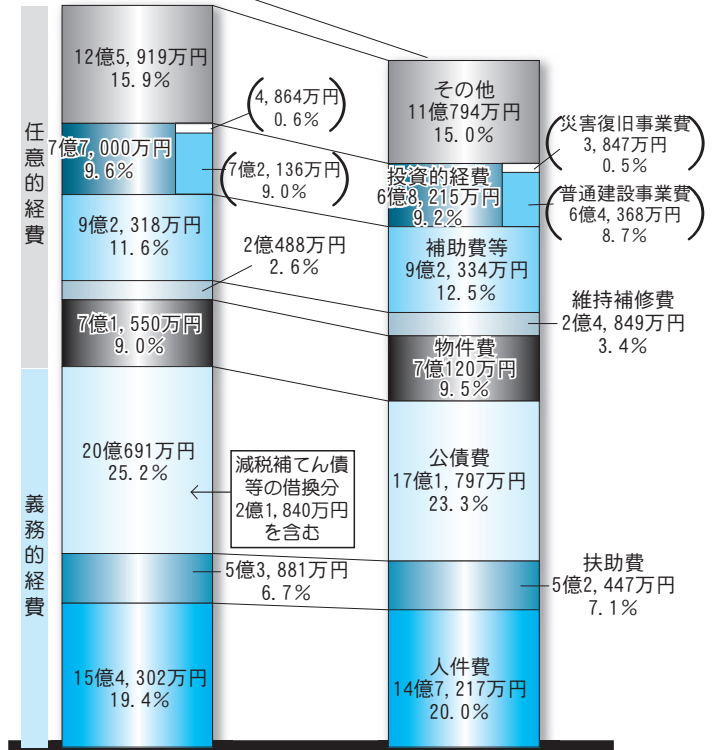 任意的経費
義務的経費
12億5,919万円
15.9%
(4,864万円
0.6%)
7億7,000万円
9.6%
(7億2,136万円
9.0%)
9億2,318万円
11.6%
2億488万円
2.6%
7億1,550万円
9.0%
20億691万円
25.2%
減税補てん債
等の借換分
2億1,840万円
を含む
5億3,881万円
6.7%
15億4,302万円
19.4%
その他
11億794万円
15.0%
(災害復旧事業費
3,847万円
0.5%)
投資的経費
6億8,215万円
9.2%
(普通建設事業費
6億4,368万円
8.7%)
補助費等
9億2,334万円
12.5%
維持補修費
2億4,849万円
3.4%
物件費
7億120万円
9.5%
公債費
17億1,797万円
23.3%
扶助費
5億2,447万円
7.1%
人件費
14億7,217万円
20.0%